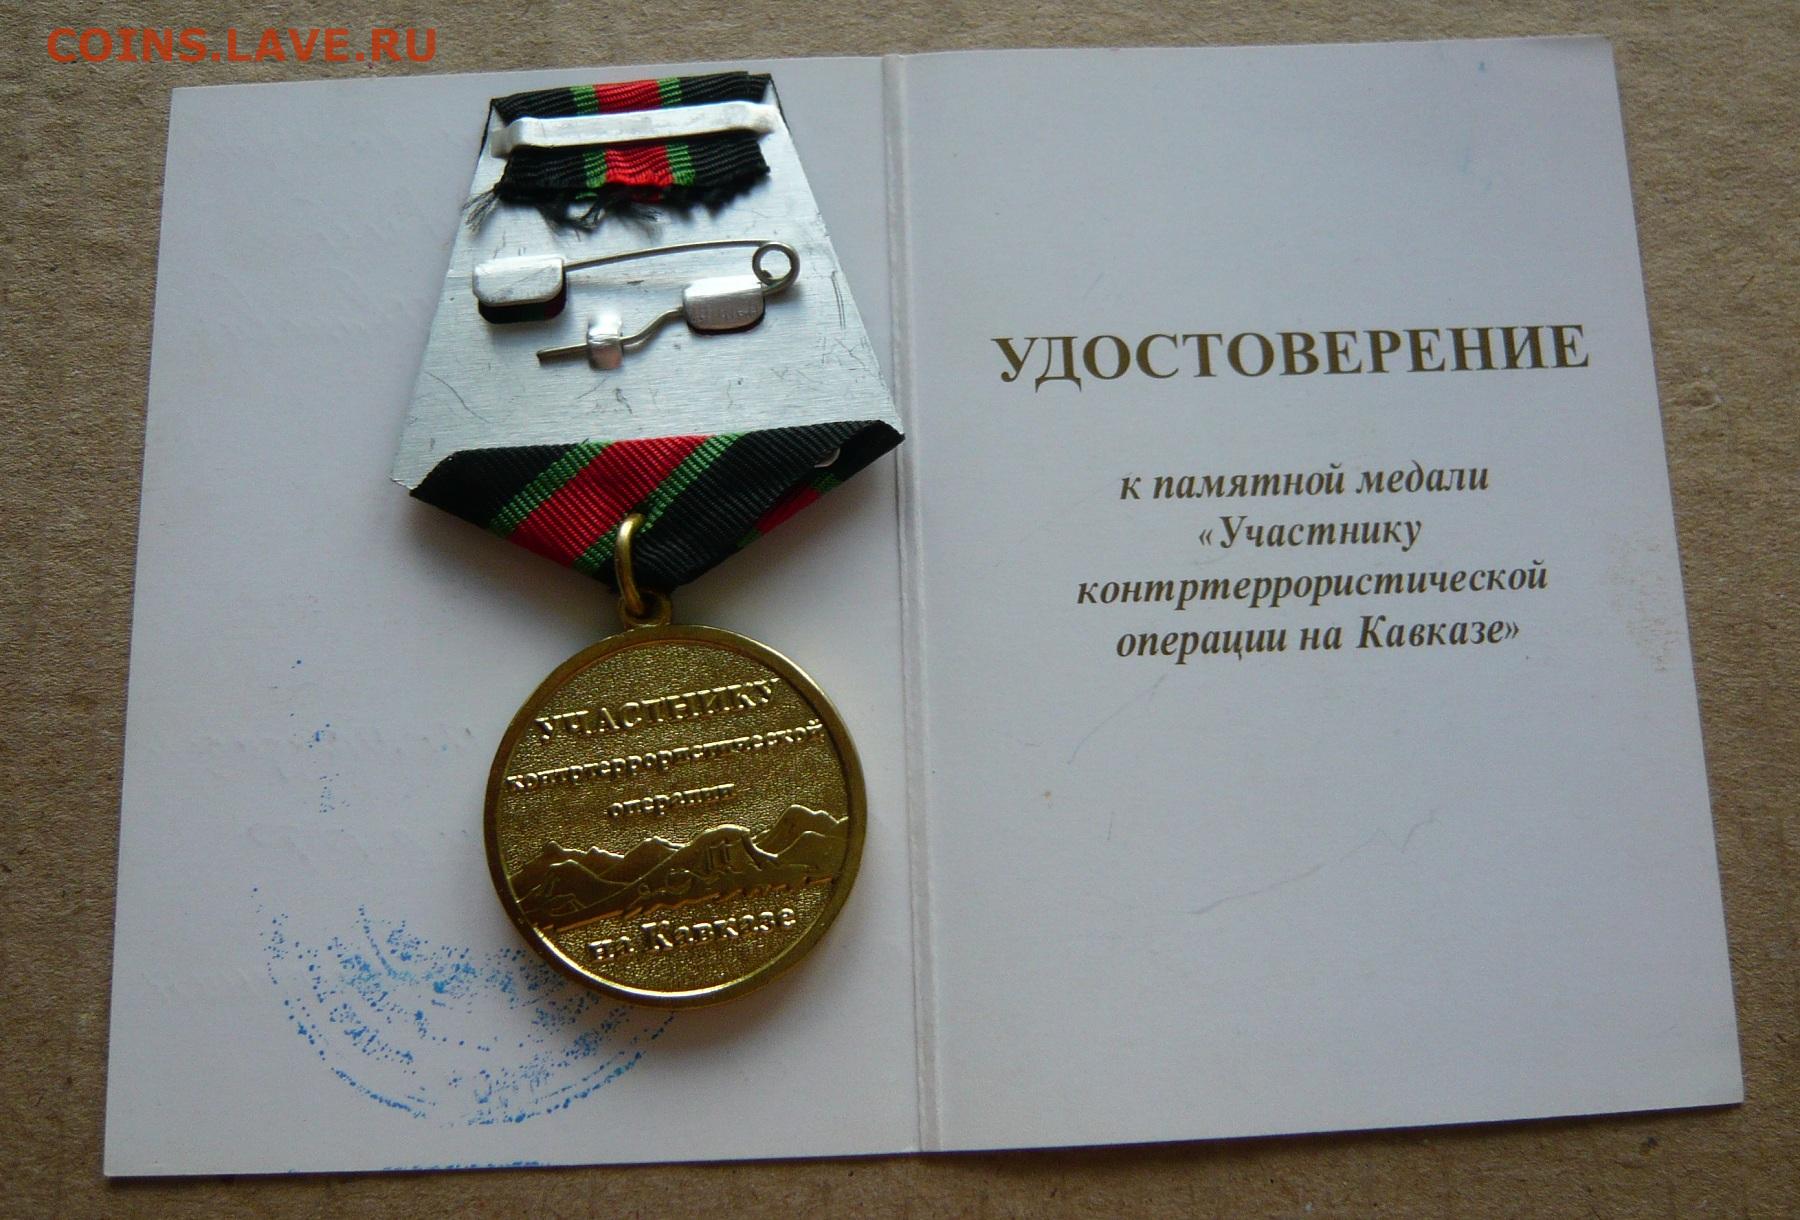 COINS.LAVE.RU
УДОСТОВЕРЕНИЕ
к памятной медали
«Участнику
контртеррористической
операции на Кавказе»
УЧАСТНИКУ
контртеррористической
операции
на Кавказе